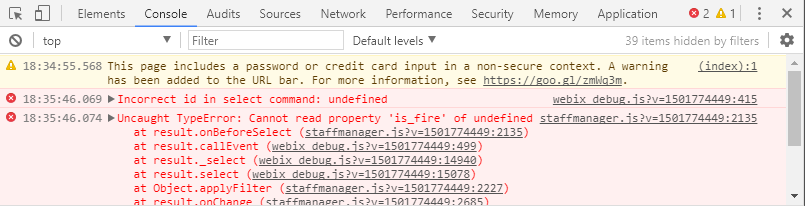 Elements Console Audits Sources Network Performance Security Memory Application 2 1
top Filter Default levels 39 items hidden by filters
18:34:55.568 This page includes a password or credit card input in a non-secure context. A warning (index):1
has been added to the URL bar. For more information, see https://goo.gl/zmWq3m.
18:35:46.069 Incorrect id in select command: undefined webix_debug.js?v=1501774449:415
18:35:46.074 Uncaught TypeError: Cannot read property 'is_fire' of undefined staffmanager.js?v=1501774449:2135
at result.onBeforeSelect (staffmanager.js?v=1501774449:2135)
at result.callEvent (webix_debug.js?v=1501774449:499)
at result._select (webix_debug.js?v=1501774449:14940)
at result.select (webix_debug.js?v=1501774449:15078)
at Object.applyFilter (staffmanager.js?v=1501774449:2227)
at result.onChange (staffmanager.js?v=1501774449:2685)